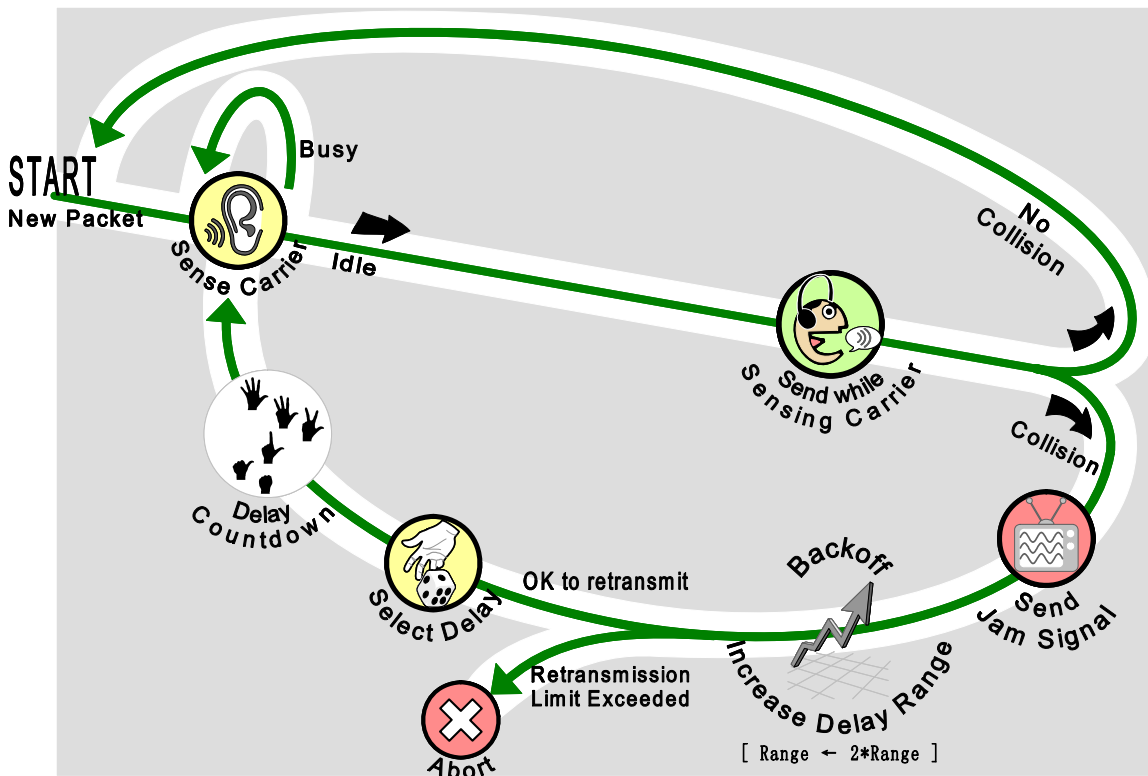 START
New Packet
Busy
Sense Carrier
Idle
No
Collision
Send while
Sensing Carrier
Collision
Send
Jam Signal
Backoff
Increase Delay Range
[ Range ← 2*Range ]
OK to retransmit
Retransmission
Limit Exceeded
Abort
Select Delay
Delay
Countdown